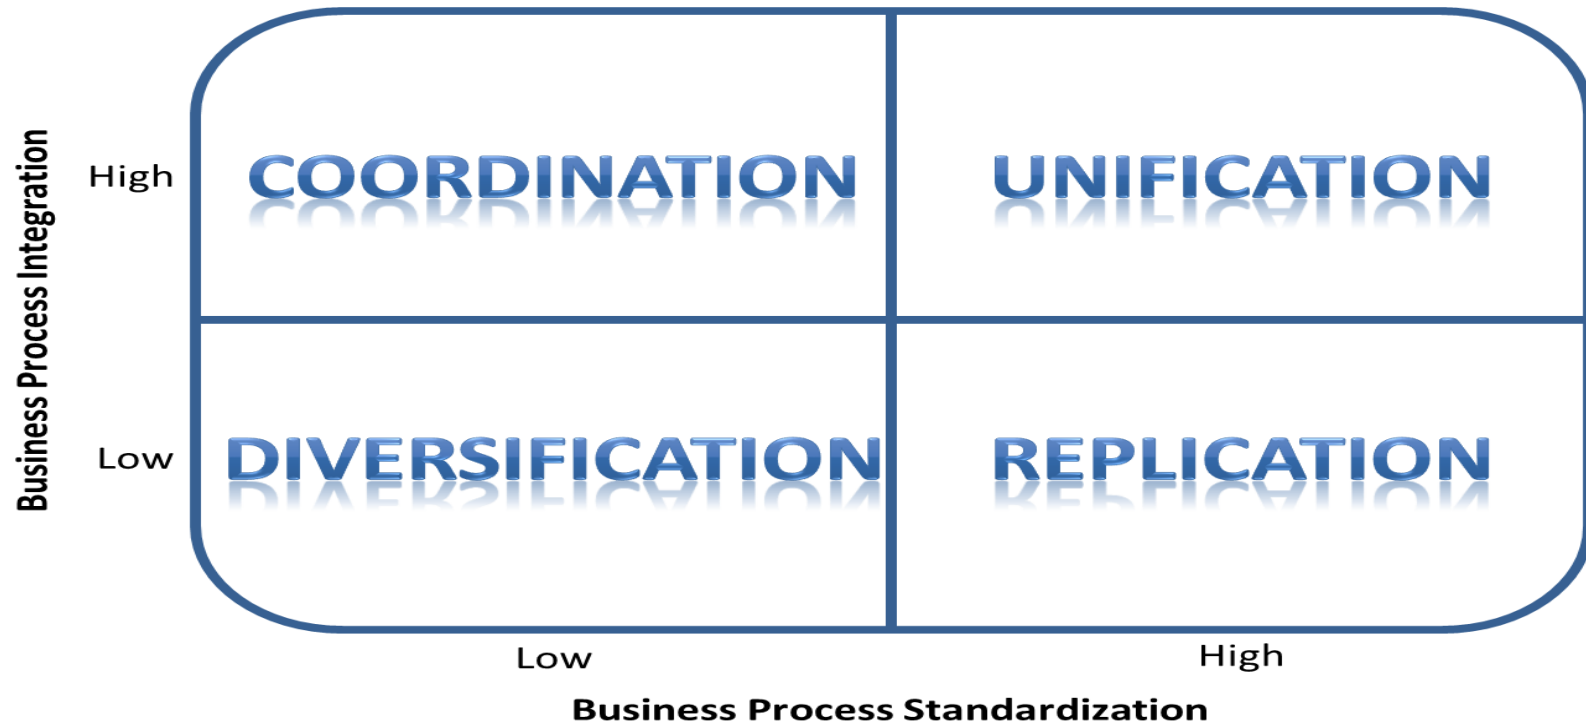 Business Process Integration
High
COORDINATION
UNIFICATION
Low
DIVERSIFICATION
REPLICATION
Low
High
Business Process Standardization